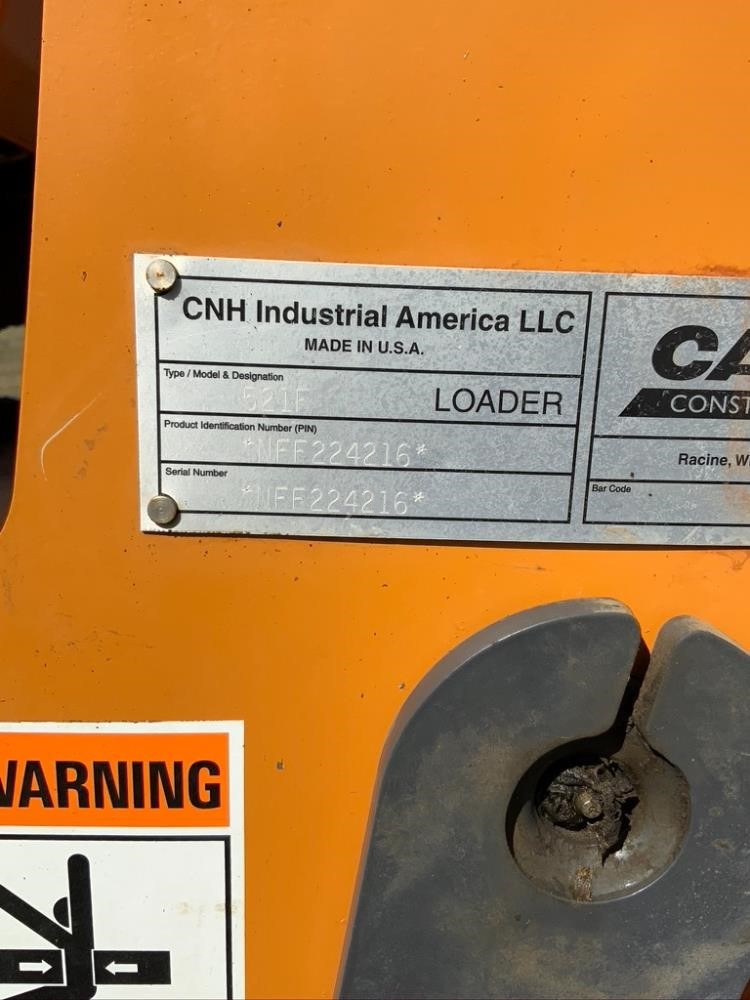 CNH Industrial America LLC
MADE IN U.S.A.
Type / Model & Designation
521F LOADER
Product Identification Number (PIN)
*NFF224216*
Serial Number
*NFF224216*
CA
CONST
Racine, W
Bar Code
WARNING